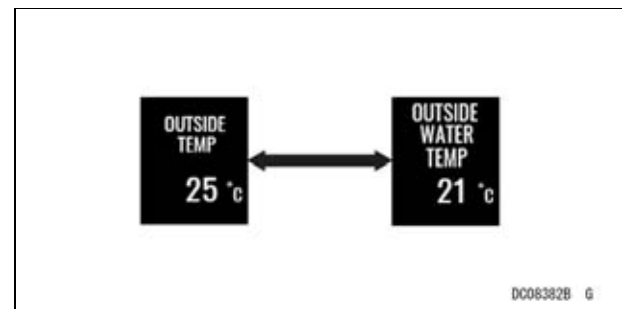 OUTSIDE
TEMP
25 °c
OUTSIDE
WATER
TEMP
21 °c
DC08382B G